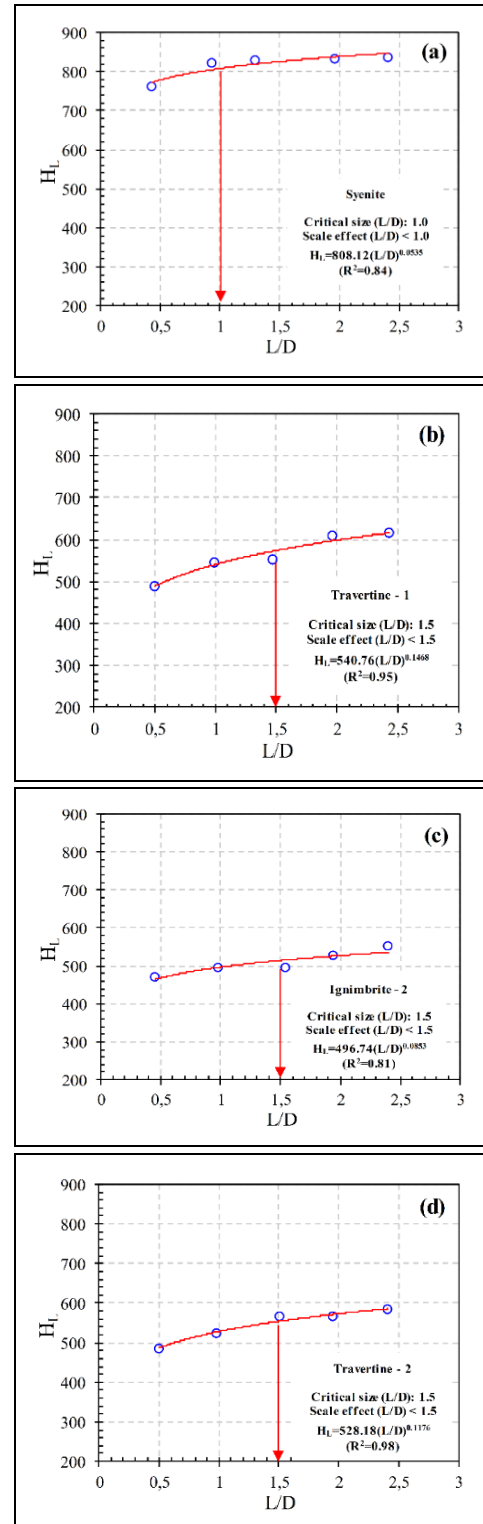 900
(a)
800
700
600
H_L
500
Syenite
Critical size (L/D): 1.0
400
Scale effect (L/D) < 1.0
H_L=808.12(L/D)^0.0535
300
(R²=0.84)
200
0 0,5 1 1,5 2 2,5 3
L/D
900
(b)
800
700
600
H_L
500
Travertine - 1
400
Critical size (L/D): 1.5
Scale effect (L/D) < 1.5
300
H_L=540.76(L/D)^0.1468
(R²=0.95)
200
0 0,5 1 1,5 2 2,5 3
L/D
900
(c)
800
700
600
H_L
500
Ignimbrite - 2
400
Critical size (L/D): 1.5
Scale effect (L/D) < 1.5
300
H_L=496.74(L/D)^0.0853
(R²=0.81)
200
0 0,5 1 1,5 2 2,5 3
L/D
900
(d)
800
700
600
H_L
500
Travertine - 2
400
Critical size (L/D): 1.5
Scale effect (L/D) < 1.5
300
H_L=528.18(L/D)^0.1176
(R²=0.98)
200
0 0,5 1 1,5 2 2,5 3
L/D